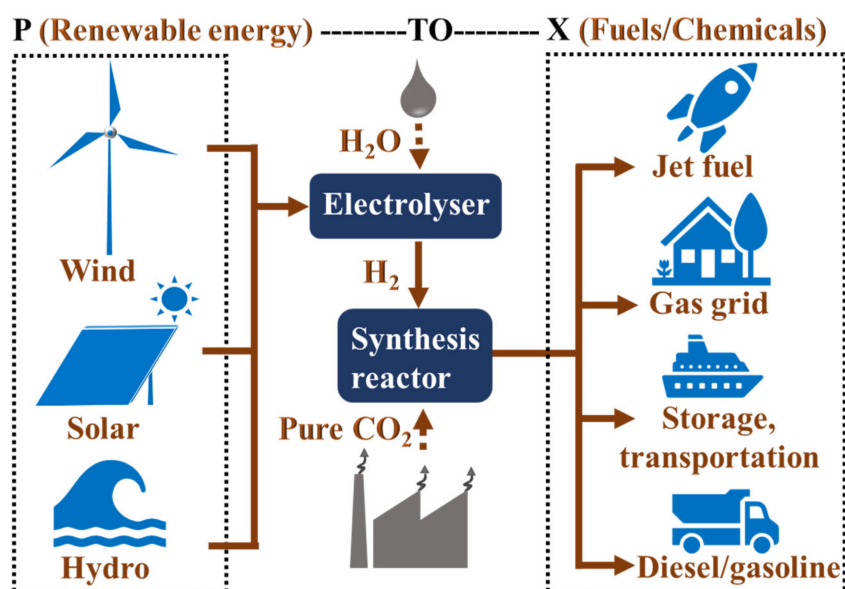 P (Renewable energy) --------TO--------X (Fuels/Chemicals)
H₂O
Jet fuel
Electrolyser
Wind
H₂
Gas grid
Synthesis
reactor
Solar
Pure CO₂
Storage,
transportation
Hydro
Diesel/gasoline